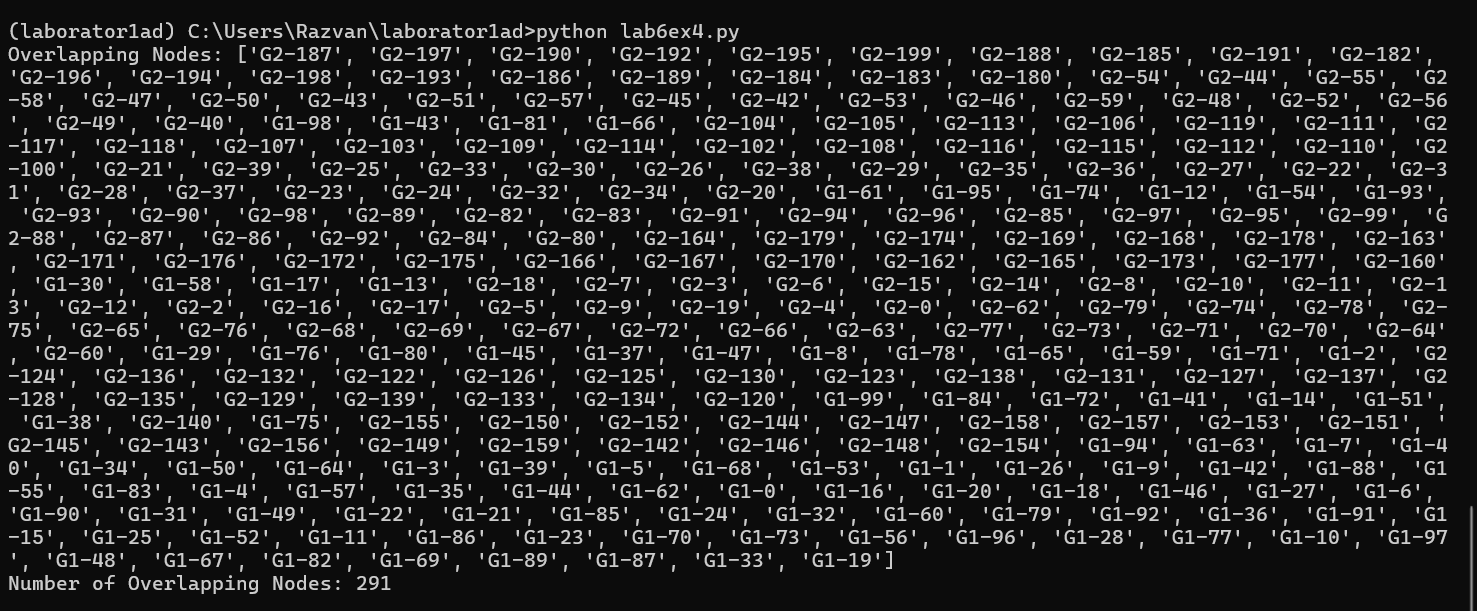 (laborator1ad) C:\Users\Razvan\laborator1ad>python lab6ex4.py
Overlapping Nodes: ['G2-187', 'G2-197', 'G2-190', 'G2-192', 'G2-195', 'G2-199', 'G2-188', 'G2-185', 'G2-191', 'G2-182',
'G2-196', 'G2-194', 'G2-198', 'G2-193', 'G2-186', 'G2-189', 'G2-184', 'G2-183', 'G2-180', 'G2-54', 'G2-44', 'G2-55', 'G2
-58', 'G2-47', 'G2-50', 'G2-43', 'G2-51', 'G2-57', 'G2-45', 'G2-42', 'G2-53', 'G2-46', 'G2-59', 'G2-48', 'G2-52', 'G2-56
', 'G2-49', 'G2-40', 'G1-98', 'G1-43', 'G1-81', 'G1-66', 'G2-104', 'G2-105', 'G2-113', 'G2-106', 'G2-119', 'G2-111', 'G2
-117', 'G2-118', 'G2-107', 'G2-103', 'G2-109', 'G2-114', 'G2-102', 'G2-108', 'G2-116', 'G2-115', 'G2-112', 'G2-110', 'G2
-100', 'G2-21', 'G2-39', 'G2-25', 'G2-33', 'G2-30', 'G2-26', 'G2-38', 'G2-29', 'G2-35', 'G2-36', 'G2-27', 'G2-22', 'G2-3
1', 'G2-28', 'G2-37', 'G2-23', 'G2-24', 'G2-32', 'G2-34', 'G2-20', 'G1-61', 'G1-95', 'G1-74', 'G1-12', 'G1-54', 'G1-93',
'G2-93', 'G2-90', 'G2-98', 'G2-89', 'G2-82', 'G2-83', 'G2-91', 'G2-94', 'G2-96', 'G2-85', 'G2-97', 'G2-95', 'G2-99', 'G
2-88', 'G2-87', 'G2-86', 'G2-92', 'G2-84', 'G2-80', 'G2-164', 'G2-179', 'G2-174', 'G2-169', 'G2-168', 'G2-178', 'G2-163'
, 'G2-171', 'G2-176', 'G2-172', 'G2-175', 'G2-166', 'G2-167', 'G2-170', 'G2-162', 'G2-165', 'G2-173', 'G2-177', 'G2-160'
, 'G1-30', 'G1-58', 'G1-17', 'G1-13', 'G2-18', 'G2-7', 'G2-3', 'G2-6', 'G2-15', 'G2-14', 'G2-8', 'G2-10', 'G2-11', 'G2-1
3', 'G2-12', 'G2-2', 'G2-16', 'G2-17', 'G2-5', 'G2-9', 'G2-19', 'G2-4', 'G2-0', 'G2-62', 'G2-79', 'G2-74', 'G2-78', 'G2-
75', 'G2-65', 'G2-76', 'G2-68', 'G2-69', 'G2-67', 'G2-72', 'G2-66', 'G2-63', 'G2-77', 'G2-73', 'G2-71', 'G2-70', 'G2-64'
, 'G2-60', 'G1-29', 'G1-76', 'G1-80', 'G1-45', 'G1-37', 'G1-47', 'G1-8', 'G1-78', 'G1-65', 'G1-59', 'G1-71', 'G1-2', 'G2
-124', 'G2-136', 'G2-132', 'G2-122', 'G2-126', 'G2-125', 'G2-130', 'G2-123', 'G2-138', 'G2-131', 'G2-127', 'G2-137', 'G2
-128', 'G2-135', 'G2-129', 'G2-139', 'G2-133', 'G2-134', 'G2-120', 'G1-99', 'G1-84', 'G1-72', 'G1-41', 'G1-14', 'G1-51',
'G1-38', 'G2-140', 'G1-75', 'G2-155', 'G2-150', 'G2-152', 'G2-144', 'G2-147', 'G2-158', 'G2-157', 'G2-153', 'G2-151', '
G2-145', 'G2-143', 'G2-156', 'G2-149', 'G2-159', 'G2-142', 'G2-146', 'G2-148', 'G2-154', 'G1-94', 'G1-63', 'G1-7', 'G1-4
0', 'G1-34', 'G1-50', 'G1-64', 'G1-3', 'G1-39', 'G1-5', 'G1-68', 'G1-53', 'G1-1', 'G1-26', 'G1-9', 'G1-42', 'G1-88', 'G1
-55', 'G1-83', 'G1-4', 'G1-57', 'G1-35', 'G1-44', 'G1-62', 'G1-0', 'G1-16', 'G1-20', 'G1-18', 'G1-46', 'G1-27', 'G1-6',
'G1-90', 'G1-31', 'G1-49', 'G1-22', 'G1-21', 'G1-85', 'G1-24', 'G1-32', 'G1-60', 'G1-79', 'G1-92', 'G1-36', 'G1-91', 'G1
-15', 'G1-25', 'G1-52', 'G1-11', 'G1-86', 'G1-23', 'G1-70', 'G1-73', 'G1-56', 'G1-96', 'G1-28', 'G1-77', 'G1-10', 'G1-97
', 'G1-48', 'G1-67', 'G1-82', 'G1-69', 'G1-89', 'G1-87', 'G1-33', 'G1-19']
Number of Overlapping Nodes: 291